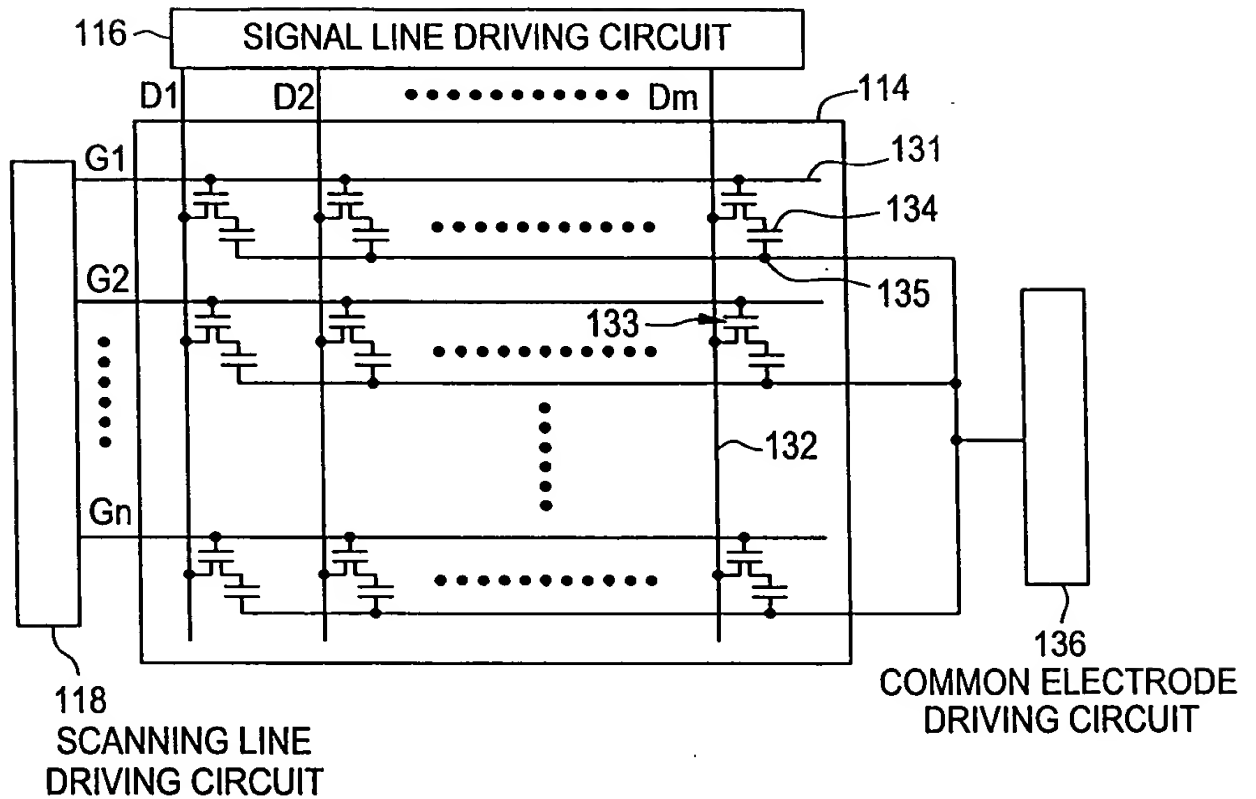 116
SIGNAL LINE DRIVING CIRCUIT
D1
D2
Dm
114
G1
131
134
G2
135
133
132
Gn
136
COMMON ELECTRODE
DRIVING CIRCUIT
118
SCANNING LINE
DRIVING CIRCUIT